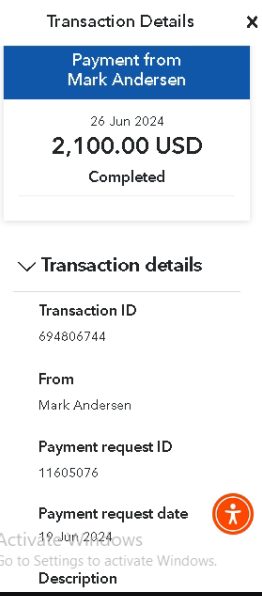 Transaction Details
Payment from
Mark Andersen
26 Jun 2024
2,100.00 USD
Completed
Transaction details
Transaction ID
694806744
From
Mark Andersen
Payment request ID
11605076
Payment request date
19 Jun 2024
Activate Windows
Go to Settings to activate Windows.
Description